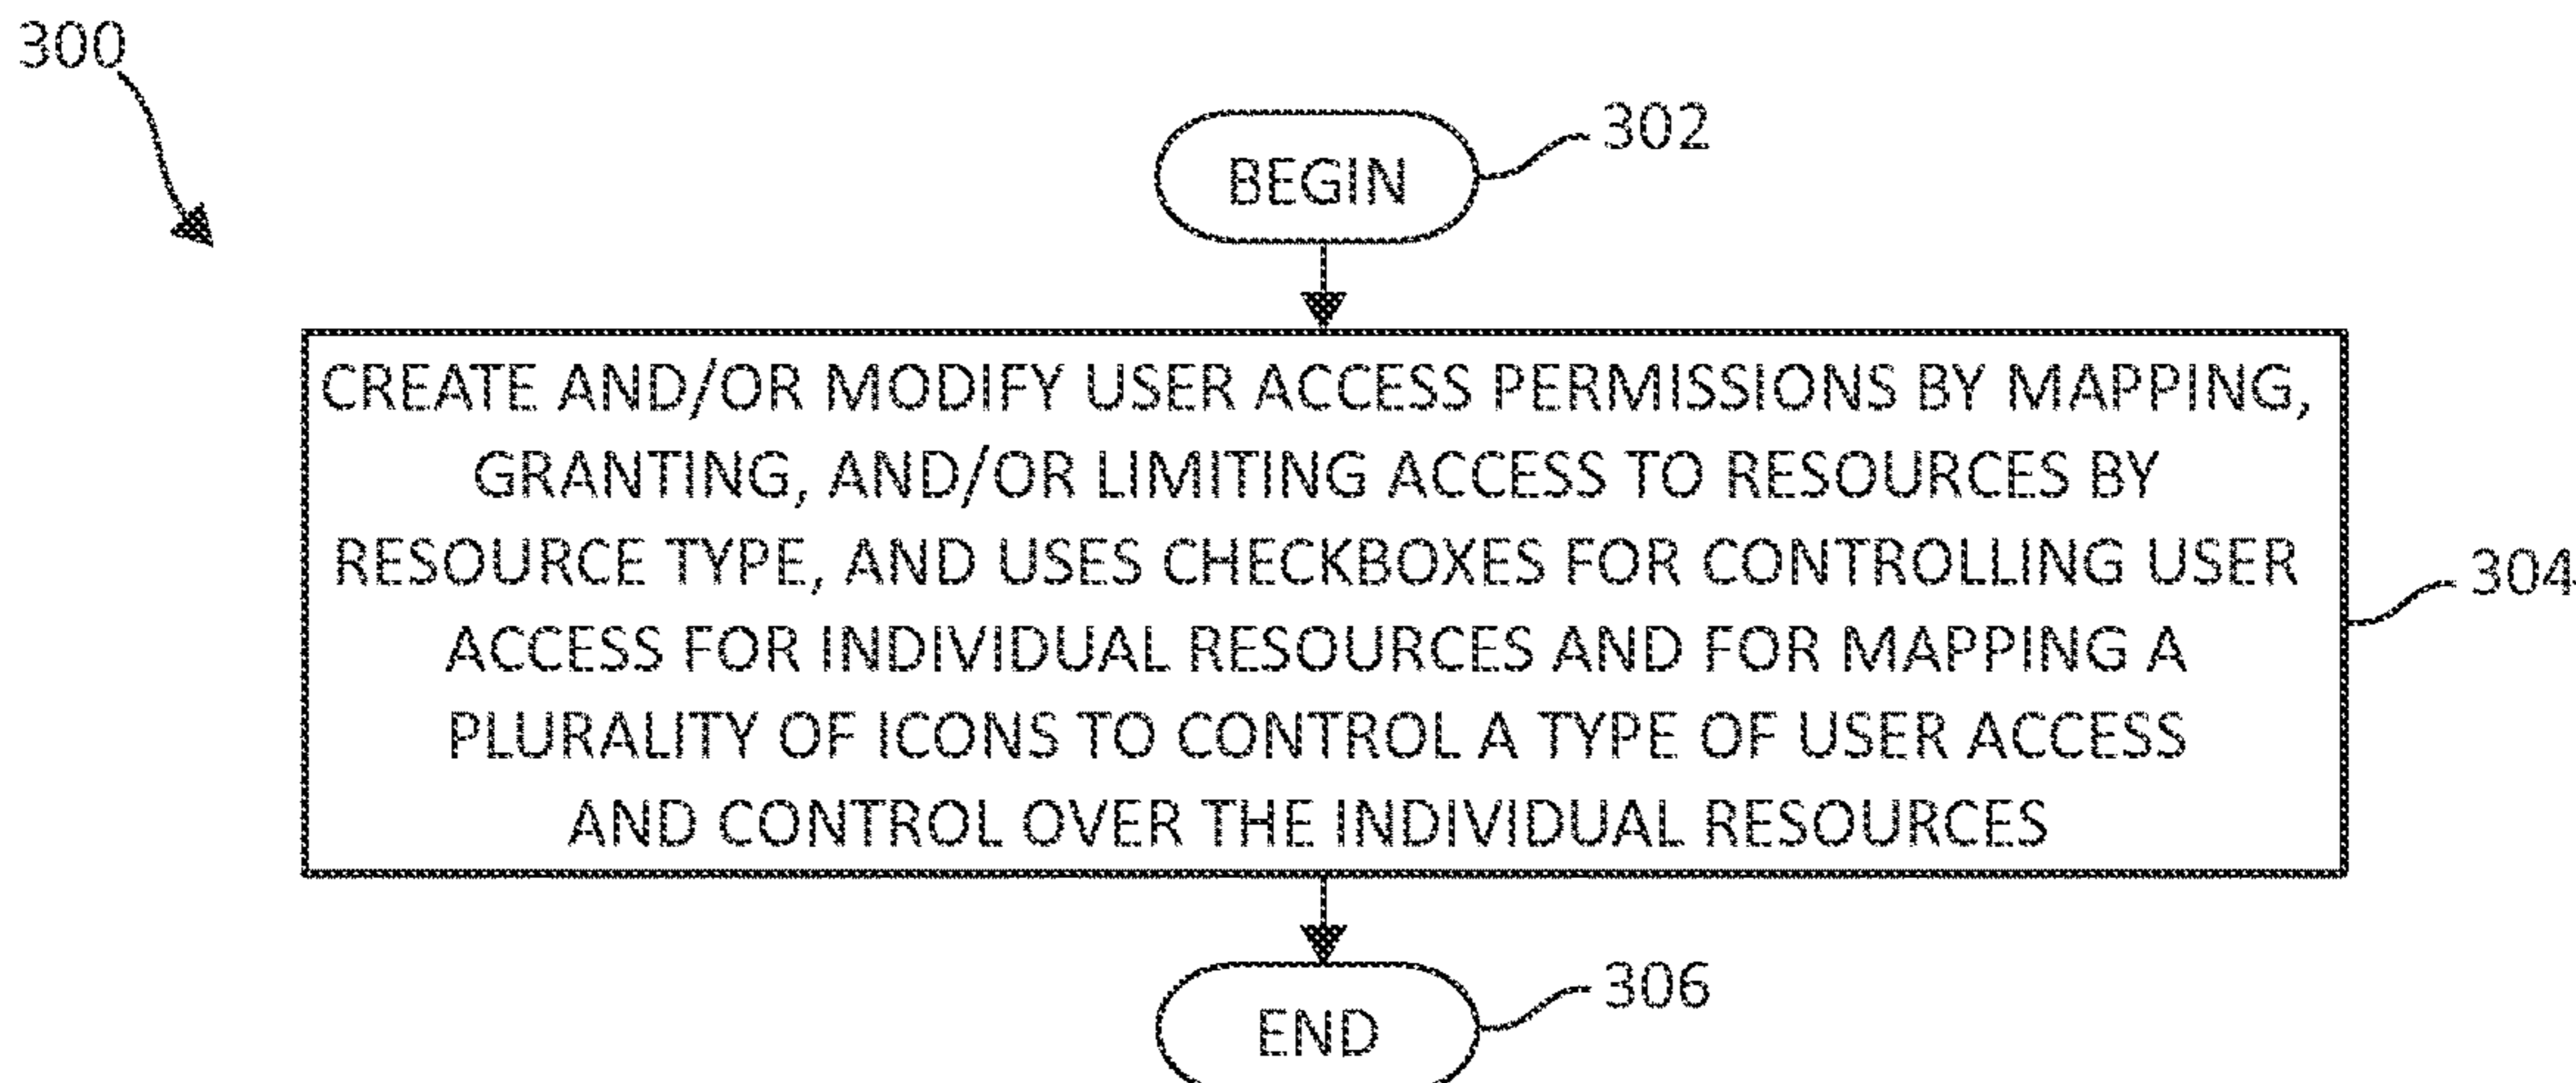 300
302
BEGIN
CREATE AND/OR MODIFY USER ACCESS PERMISSIONS BY MAPPING,
GRANTING, AND/OR LIMITING ACCESS TO RESOURCES BY
RESOURCE TYPE, AND USES CHECKBOXES FOR CONTROLLING USER
ACCESS FOR INDIVIDUAL RESOURCES AND FOR MAPPING A
PLURALITY OF ICONS TO CONTROL A TYPE OF USER ACCESS
AND CONTROL OVER THE INDIVIDUAL RESOURCES
304
306
END